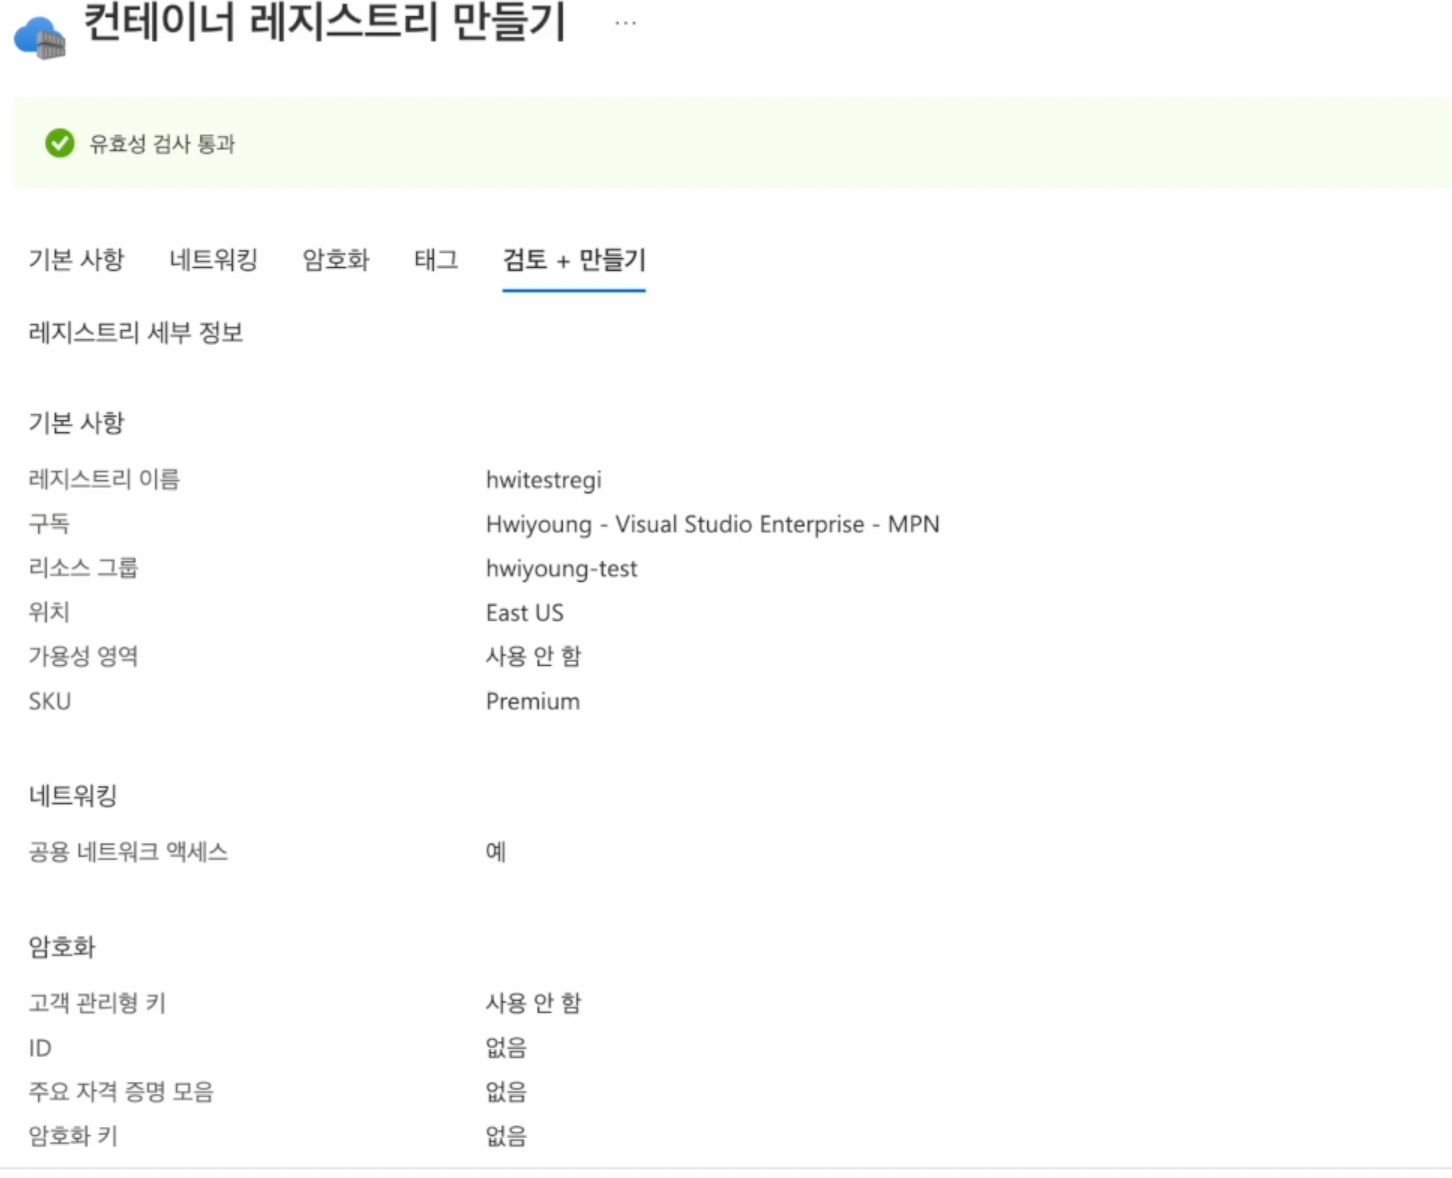 컨테이너 레지스트리 만들기 ...
유효성 검사 통과
기본 사항 네트워킹 암호화 태그 검토 + 만들기
레지스트리 세부 정보
기본 사항
레지스트리 이름 hwitestregi
구독 Hwiyoung - Visual Studio Enterprise - MPN
리소스 그룹 hwiyoung-test
위치 East US
가용성 영역 사용 안 함
SKU Premium
네트워킹
공용 네트워크 액세스 예
암호화
고객 관리형 키 사용 안 함
ID 없음
주요 자격 증명 모음 없음
암호화 키 없음